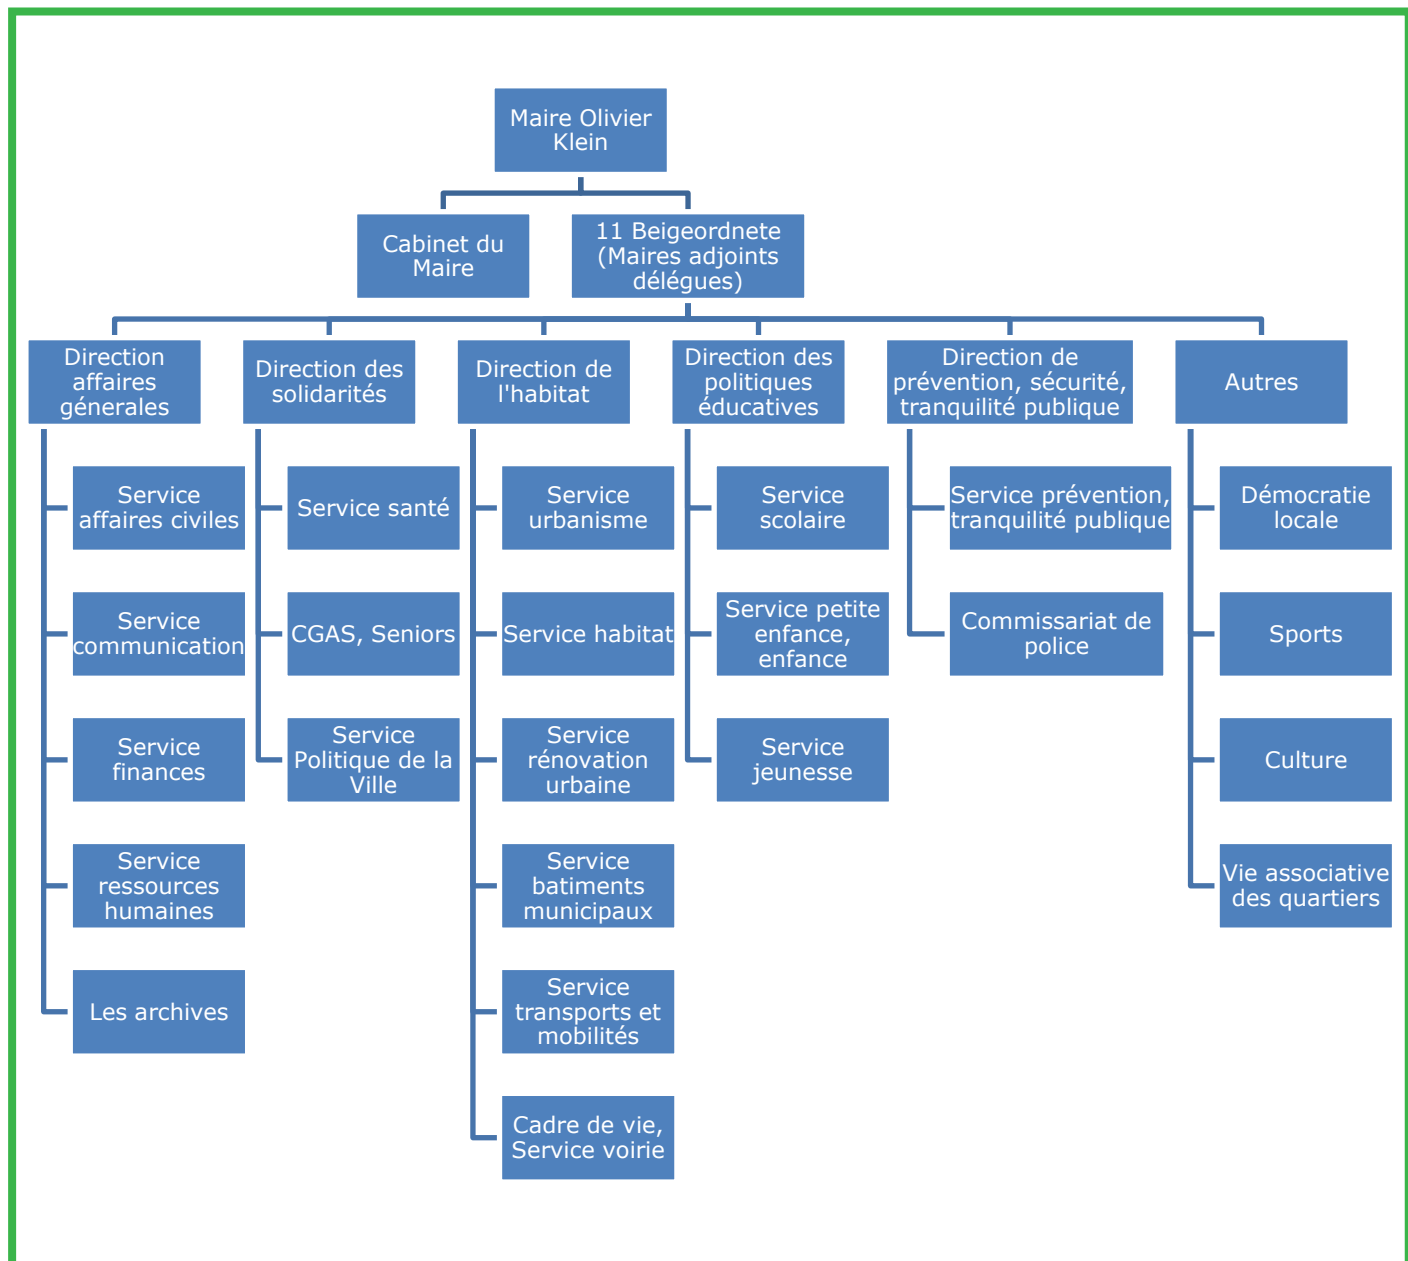 Maire Olivier
Klein
Cabinet du
Maire
11 Beigeordnete
(Maires adjoints
délégues)
Direction
affaires
génerales
Direction des
solidarités
Direction de
l'habitat
Direction des
politiques
éducatives
Direction de
prévention, sécurité,
tranquilité publique
Autres
Service
affaires civiles
Service
communication
Service
finances
Service
ressources
humaines
Les archives
Service santé
CGAS, Seniors
Service
Politique de la
Ville
Service
urbanisme
Service habitat
Service
rénovation
urbaine
Service
batiments
municipaux
Service
transports et
mobilités
Cadre de vie,
Service voirie
Service
scolaire
Service petite
enfance,
enfance
Service
jeunesse
Service prévention,
tranquilité publique
Commissariat de
police
Démocratie
locale
Sports
Culture
Vie associative
des quartiers